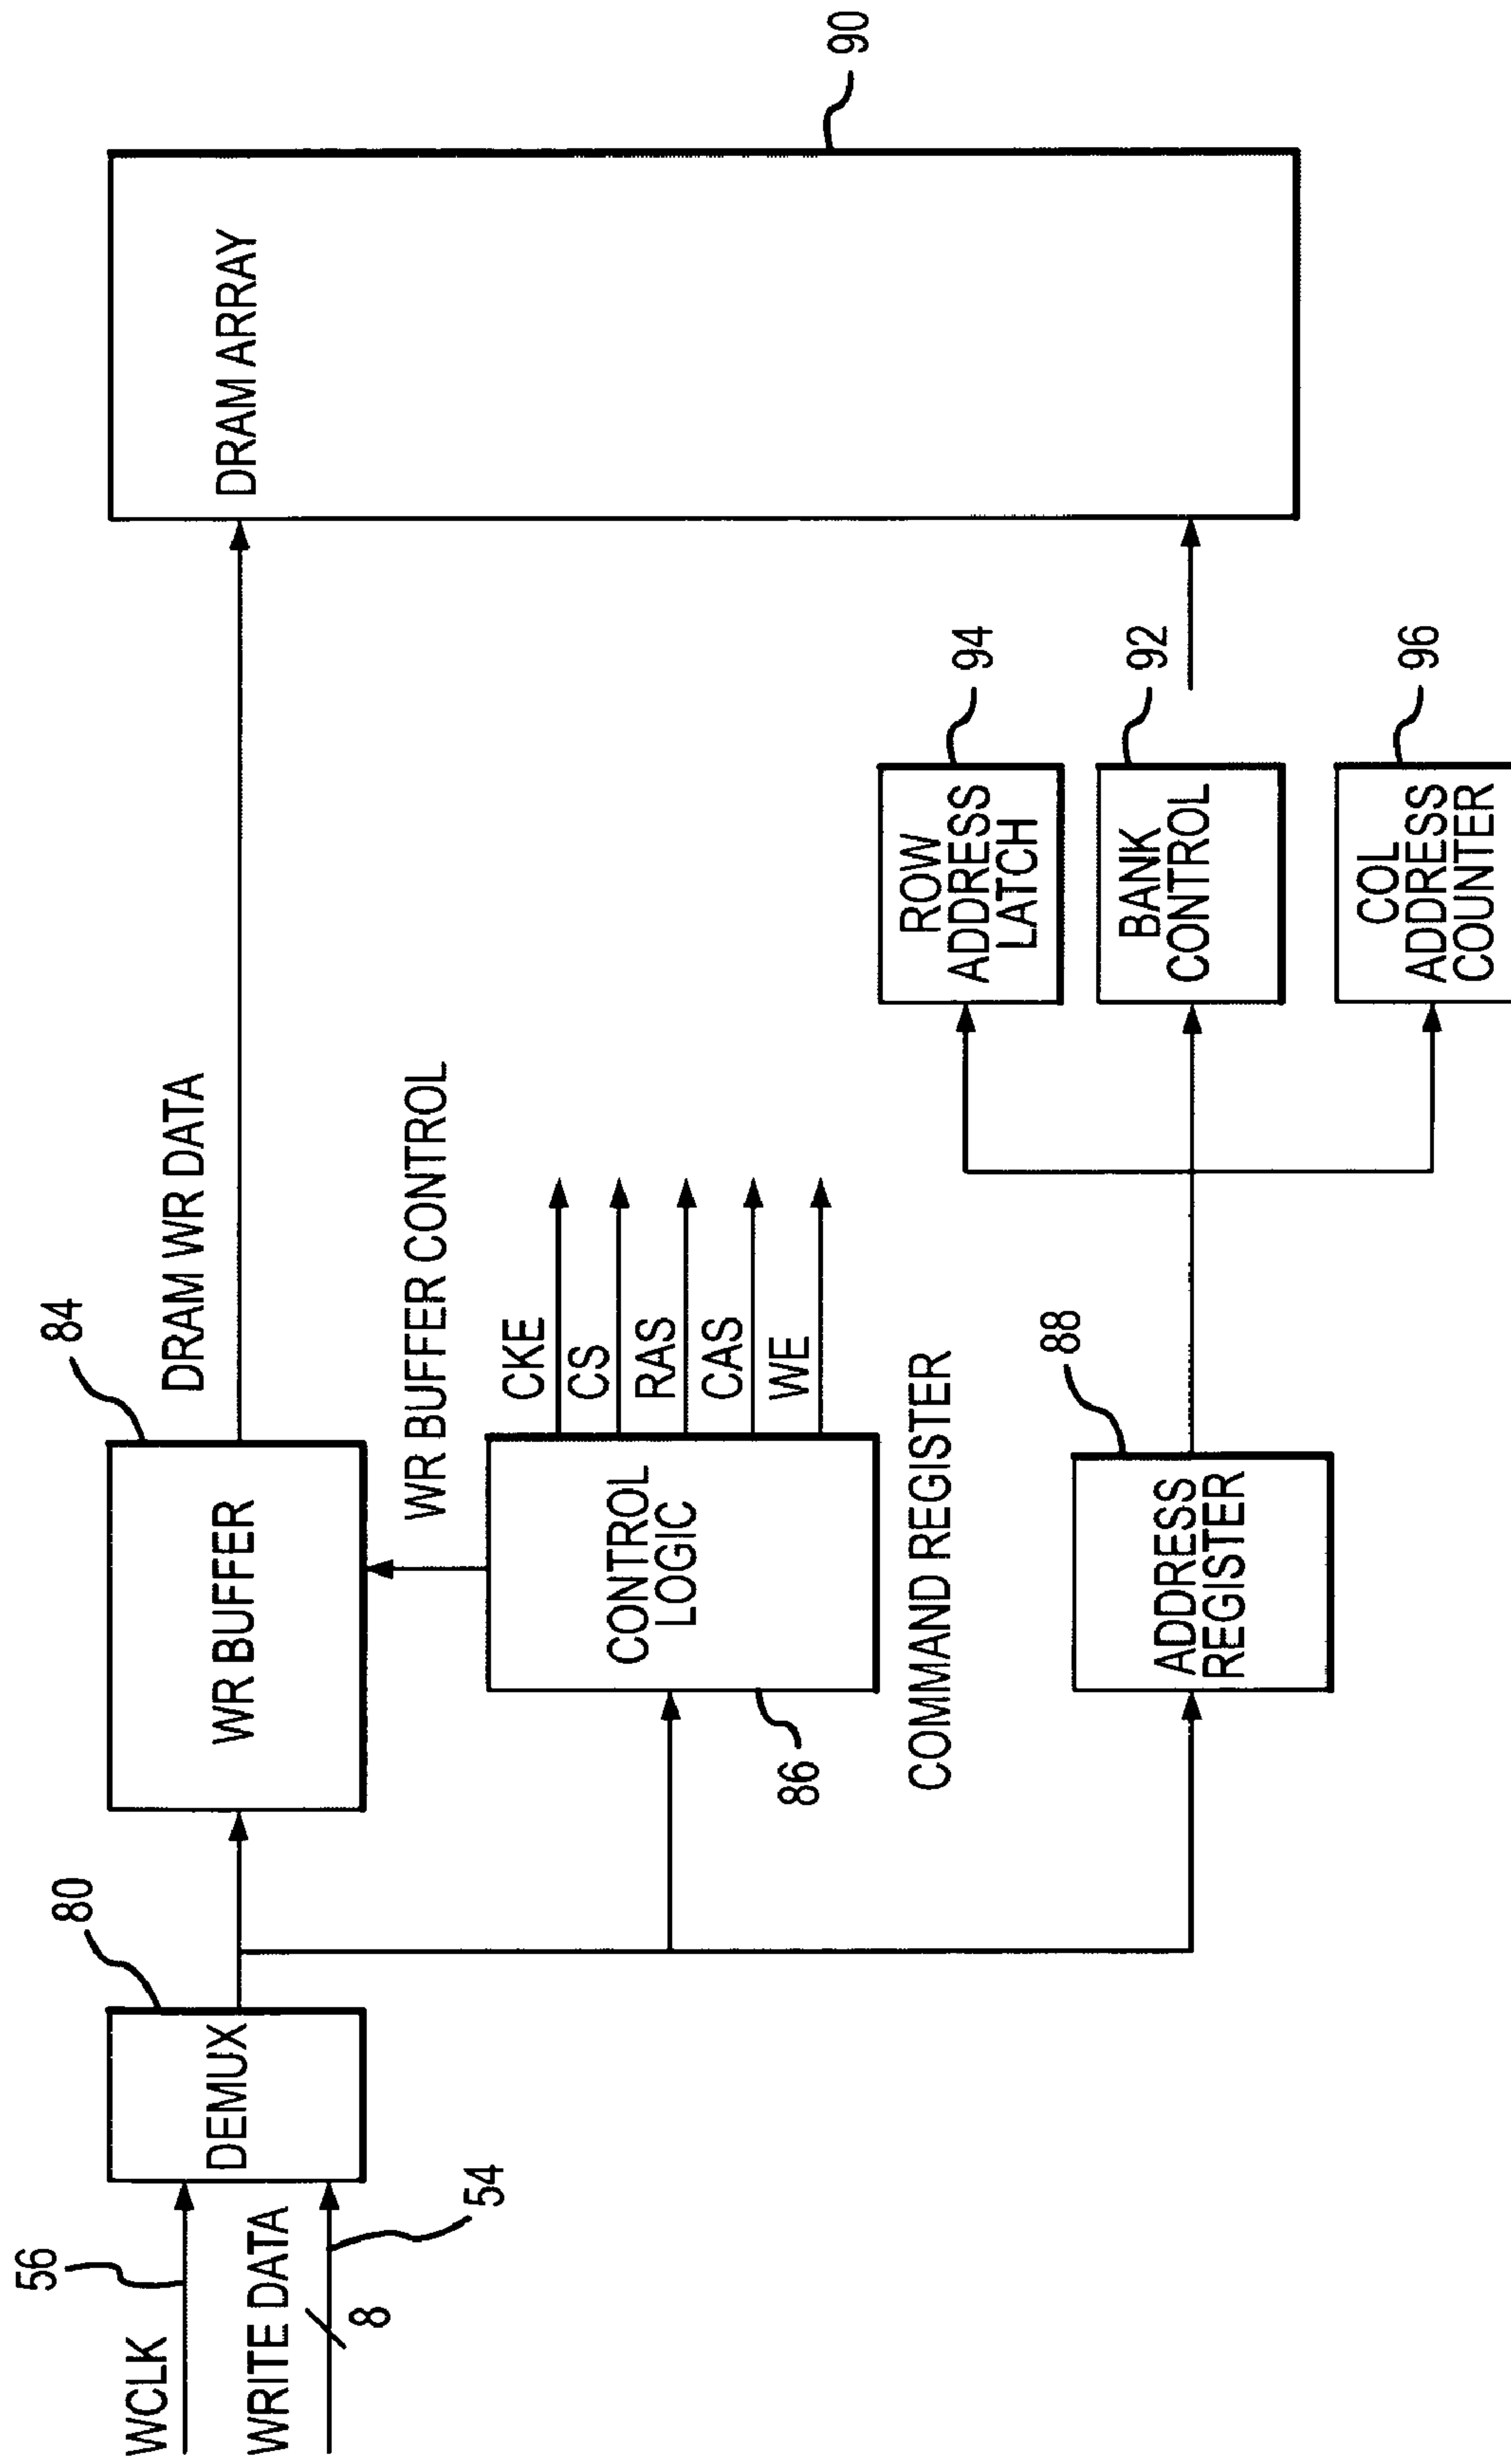 WCLK
56
WRITE DATA
8
54
DEMUX
80
WR BUFFER
84
DRAM WR DATA
WR BUFFER CONTROL
CONTROL
LOGIC
86
CKE
CS
RAS
CAS
WE
COMMAND REGISTER
ADDRESS
REGISTER
88
ROW
ADDRESS
LATCH
94
BANK
CONTROL
92
COL
ADDRESS
COUNTER
96
DRAM ARRAY
90